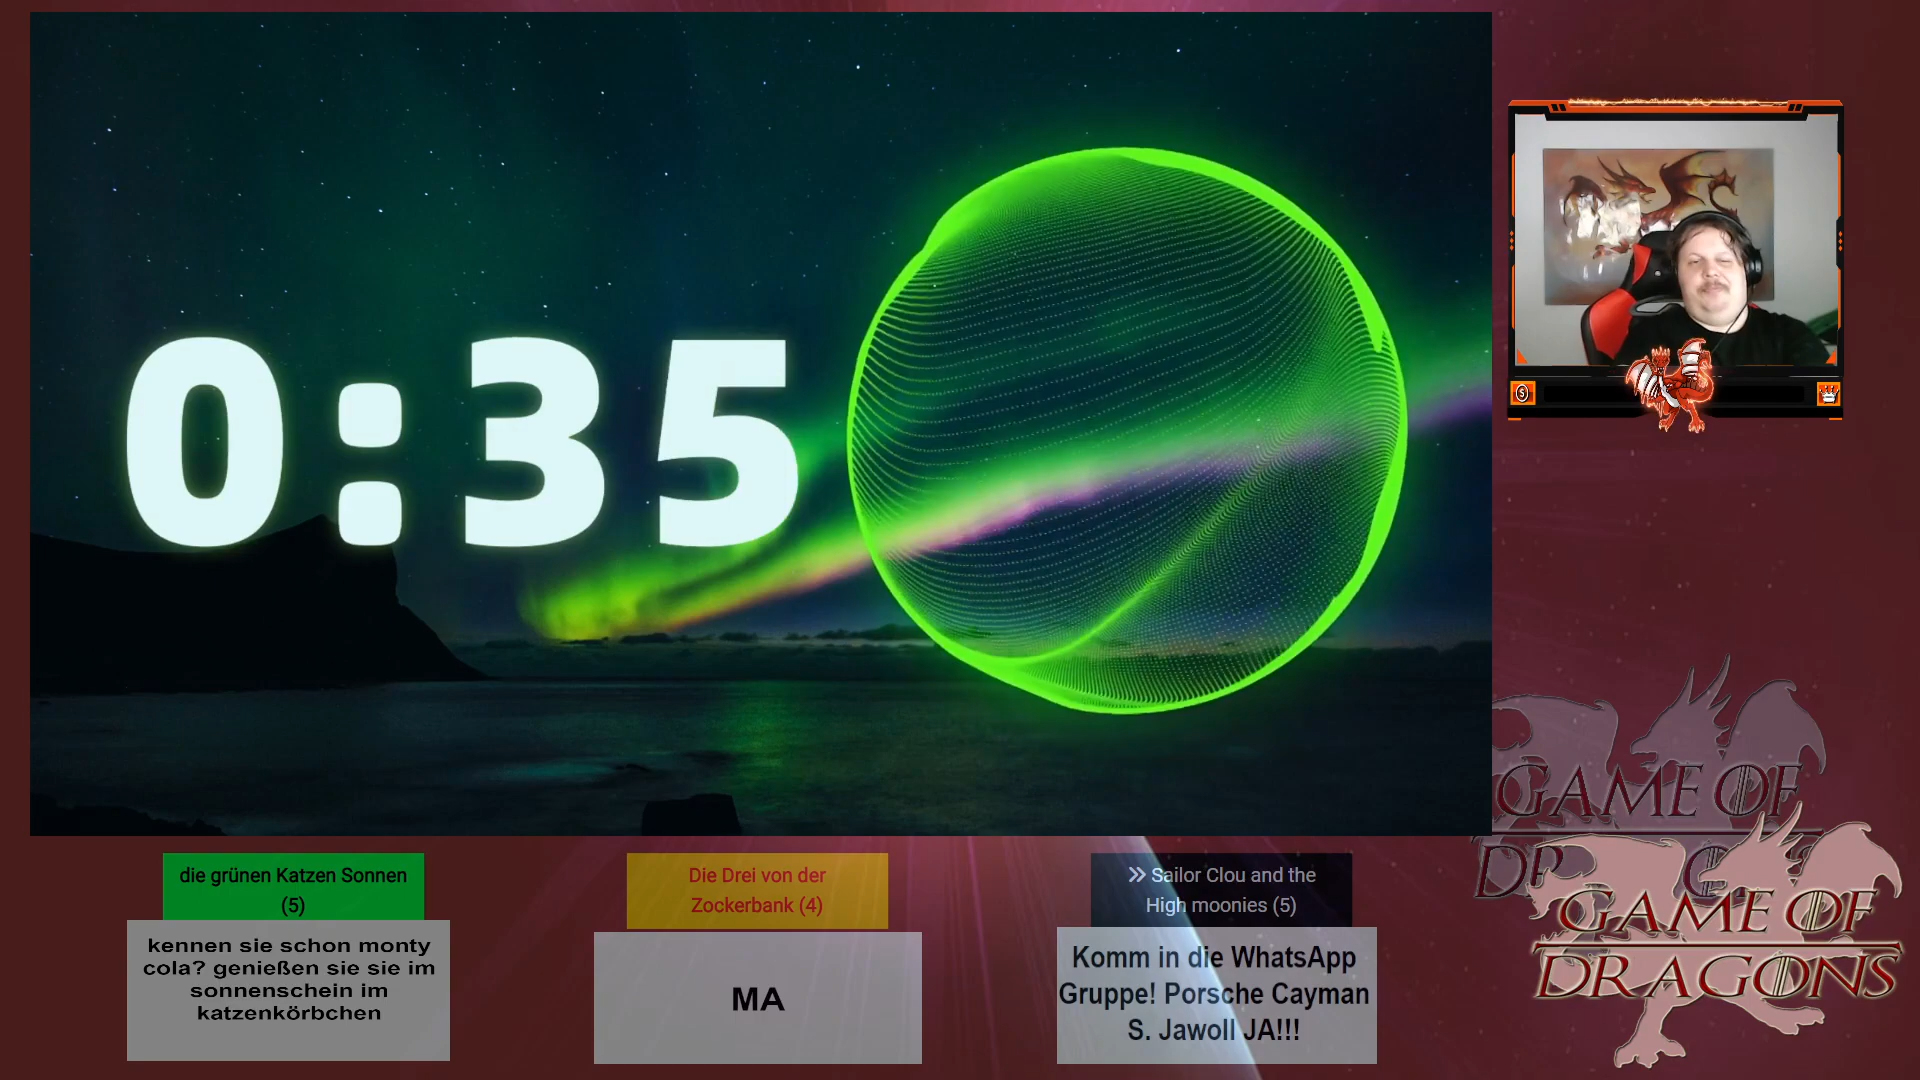 0:35
die grünen Katzen Sonnen
(5)
kennen sie schon monty
cola? genießen sie sie im
sonnenschein im
katzenkörbchen
Die Drei von der
Zockerbank (4)
MA
» Sailor Clou and the
High moonies (5)
Komm in die WhatsApp
Gruppe! Porsche Cayman
S. Jawoll JA!!!
GAME OF
GAME OF
DRAGONS